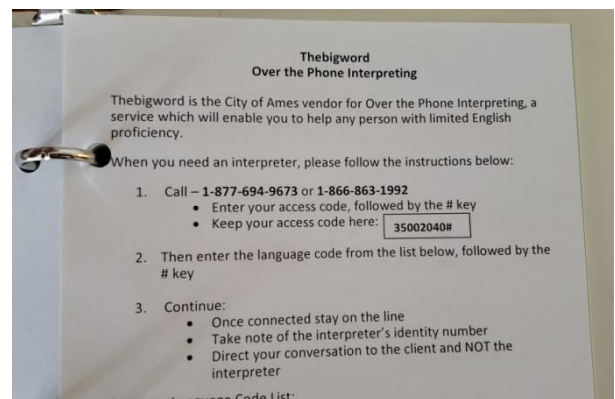 Thebigword
Over the Phone Interpreting
Thebigword is the City of Ames vendor for Over the Phone Interpreting, a
service which will enable you to help any person with limited English
proficiency.
When you need an interpreter, please follow the instructions below:
1. Call – 1-877-694-9673 or 1-866-863-1992
• Enter your access code, followed by the # key
• Keep your access code here: 35002040#
2. Then enter the language code from the list below, followed by the
# key
3. Continue:
• Once connected stay on the line
• Take note of the interpreter's identity number
• Direct your conversation to the client and NOT the
interpreter
Language Code List: